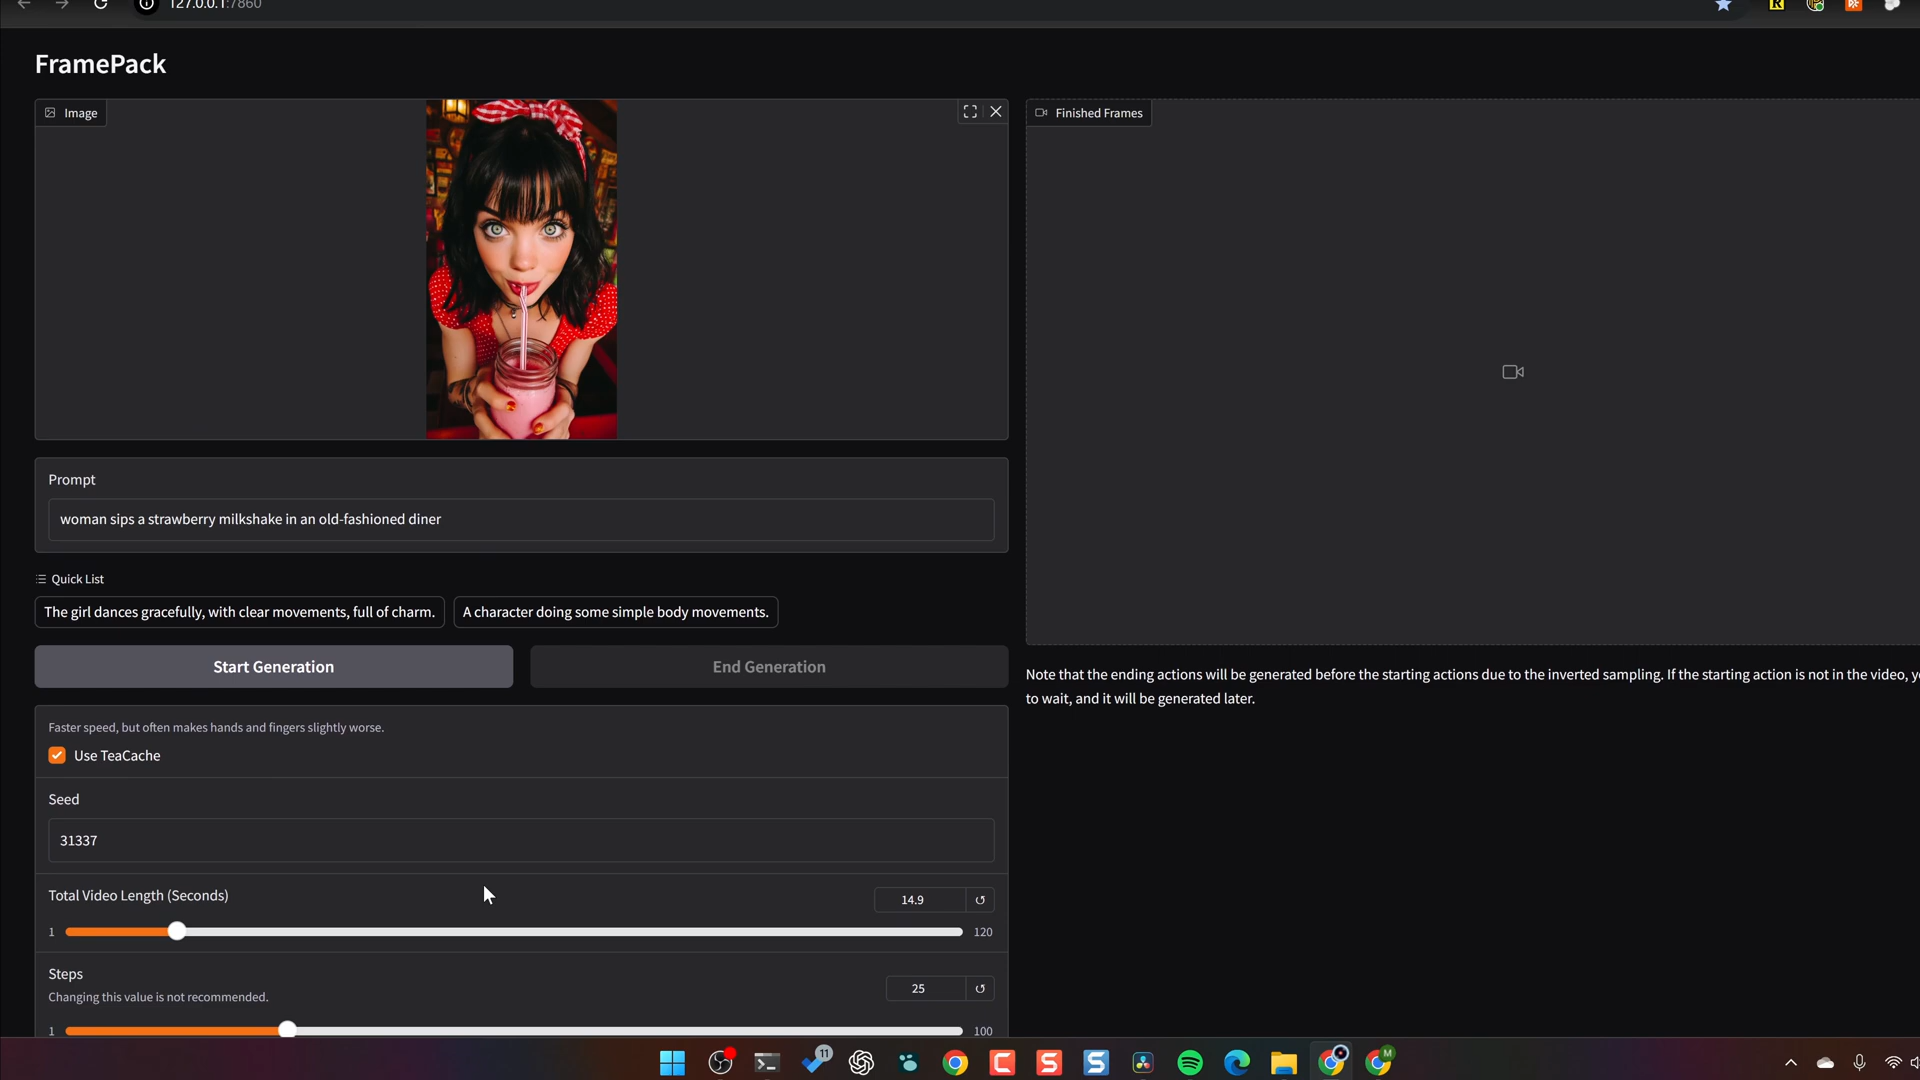 127.0.0.1:7860
FramePack
Image
Finished Frames
Prompt
woman sips a strawberry milkshake in an old-fashioned diner
Quick List
The girl dances gracefully, with clear movements, full of charm.
A character doing some simple body movements.
Start Generation
End Generation
Note that the ending actions will be generated before the starting actions due to the inverted sampling. If the starting action is not in the video,
to wait, and it will be generated later.
Faster speed, but often makes hands and fingers slightly worse.
Use TeaCache
Seed
31337
Total Video Length (Seconds)
14.9
1
120
Steps
Changing this value is not recommended.
25
1
100
11
M